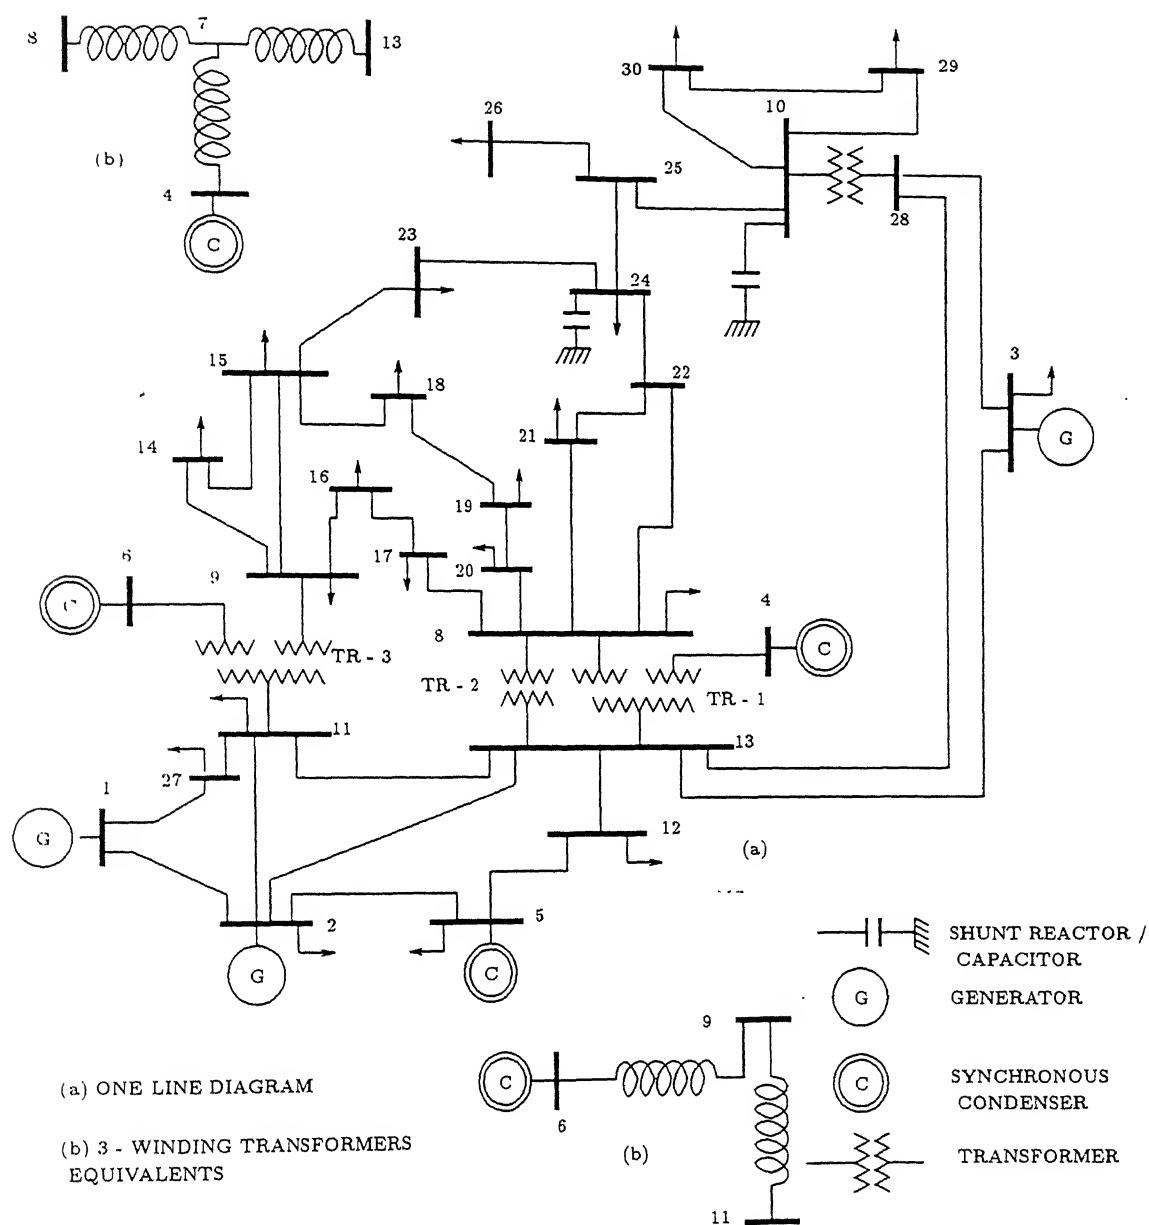 7
8
13
30
29
10
26
(b)
25
4
28
C
23
24
15
3
18
22
14
21
G
16
19
6
17
9
20
4
C
8
C
TR - 3
TR - 2
TR - 1
11
13
27
1
12
G
(a)
2
5
SHUNT REACTOR /
CAPACITOR
G
C
G
GENERATOR
9
(a) ONE LINE DIAGRAM
C
C
SYNCHRONOUS
CONDENSER
6
(b) 3 - WINDING TRANSFORMERS
EQUIVALENTS
(b)
TRANSFORMER
11